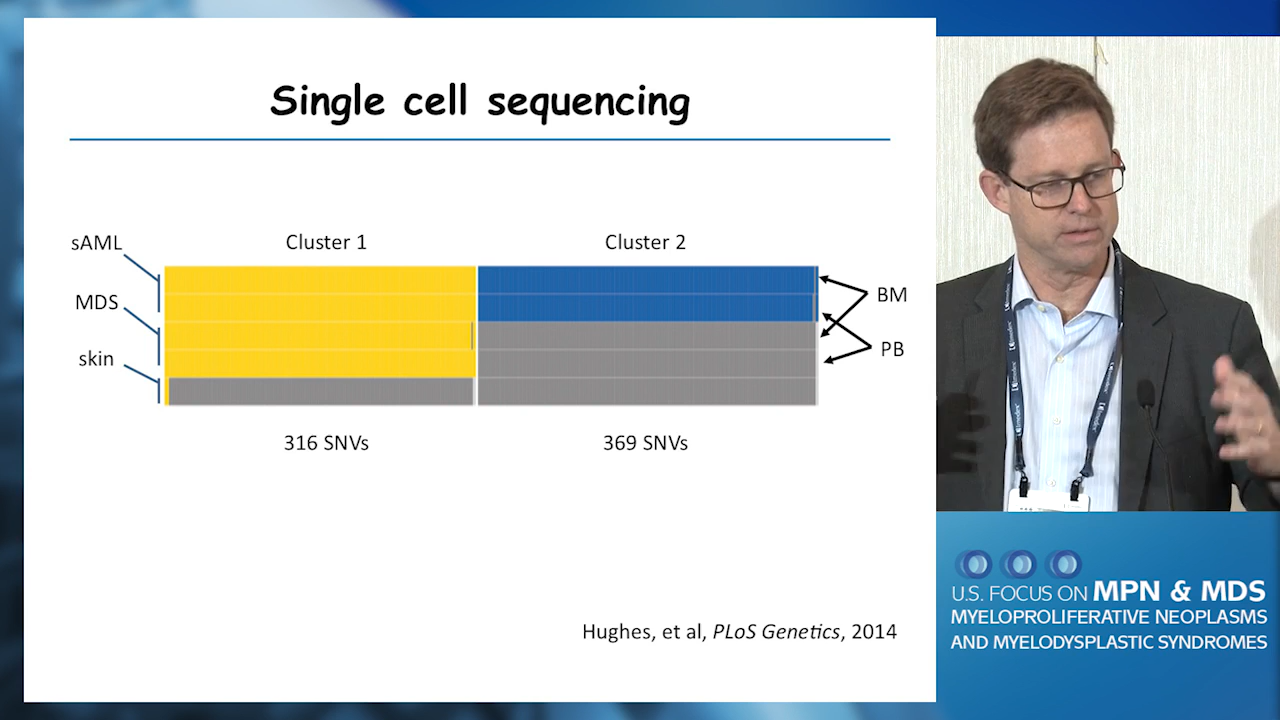 Single cell sequencing
sAML
Cluster 1
Cluster 2
MDS
BM
skin
PB
316 SNVs
369 SNVs
Hughes, et al, PLoS Genetics, 2014
U.S. FOCUS ON MPN & MDS
MYELOPROLIFERATIVE NEOPLASMS
AND MYELODYSPLASTIC SYNDROMES